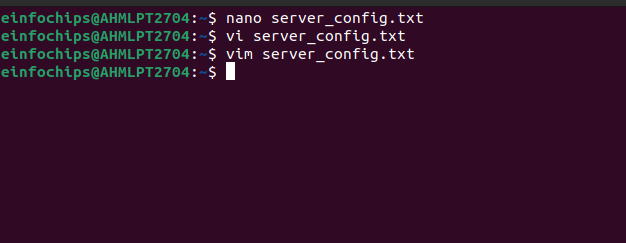 einfochips@AHMLPT2704:~$ nano server_config.txt
einfochips@AHMLPT2704:~$ vi server_config.txt
einfochips@AHMLPT2704:~$ vim server_config.txt
einfochips@AHMLPT2704:~$